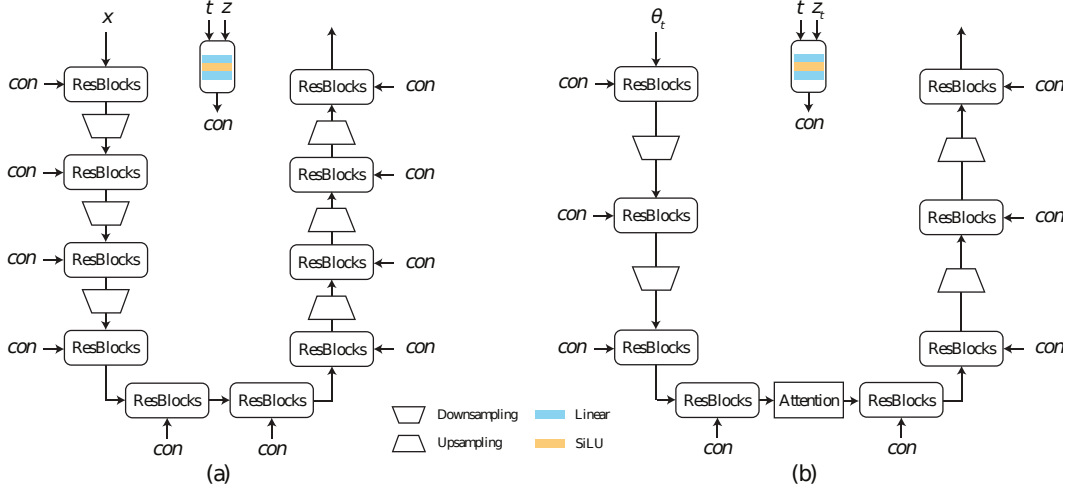 x
t z
con
con ResBlocks
ResBlocks con
con ResBlocks
ResBlocks con
con ResBlocks
ResBlocks con
con ResBlocks
ResBlocks con
ResBlocks ResBlocks
con con
(a)
Downsampling Linear
Upsampling SiLU
θt
t zt
con
con ResBlocks
ResBlocks con
con ResBlocks
ResBlocks con
con ResBlocks
ResBlocks con
ResBlocks Attention ResBlocks
con con
(b)